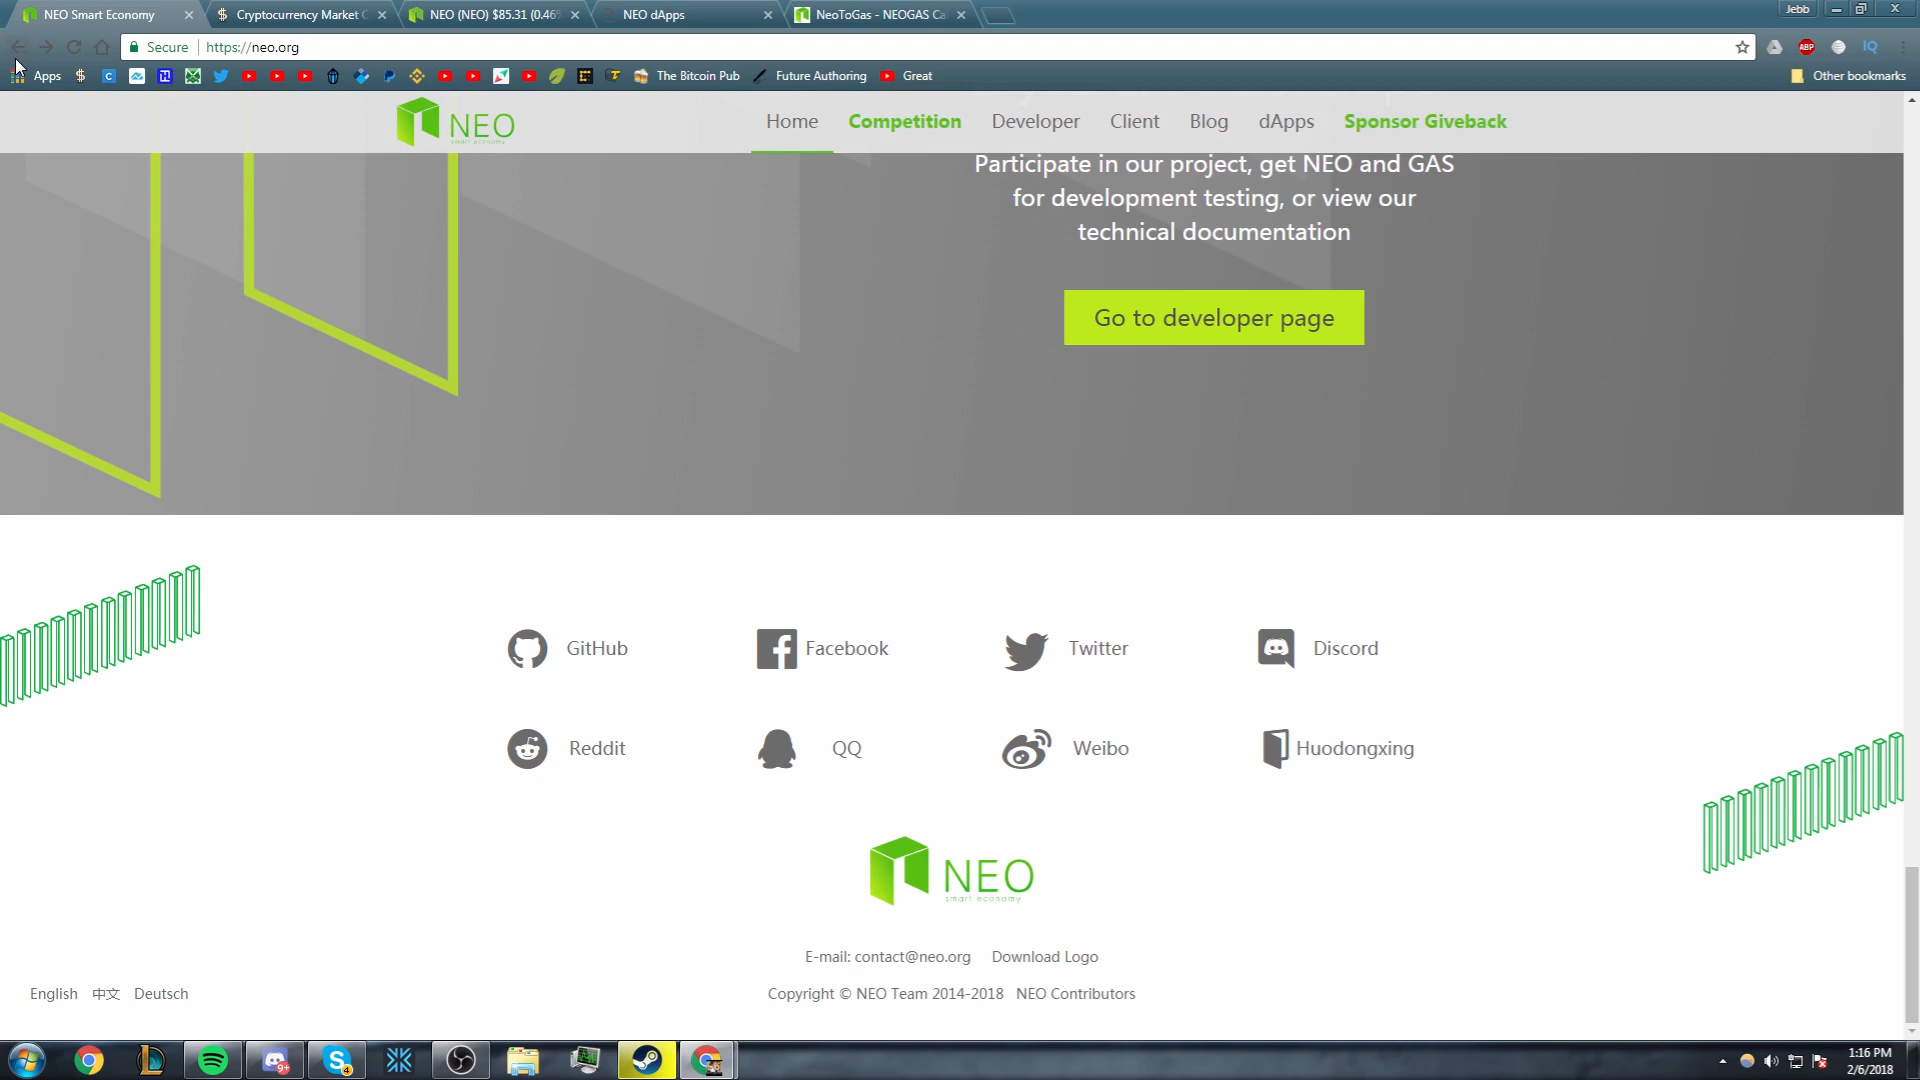 NEO Smart Economy
Cryptocurrency Market C
NEO (NEO) $85.31 (0.46%
NEO dApps
NeoToGas - NEOGAS Ca
Jebb
Secure
https://neo.org
Apps
The Bitcoin Pub
Future Authoring
Great
Other bookmarks
NEO
smart economy
Home
Competition
Developer
Client
Blog
dApps
Sponsor Giveback
Participate in our project, get NEO and GAS
for development testing, or view our
technical documentation
Go to developer page
GitHub
Facebook
Twitter
Discord
Reddit
QQ
Weibo
Huodongxing
NEO
smart economy
E-mail: contact@neo.org
Download Logo
English
中文
Deutsch
Copyright © NEO Team 2014-2018
NEO Contributors
1:16 PM
2/6/2018